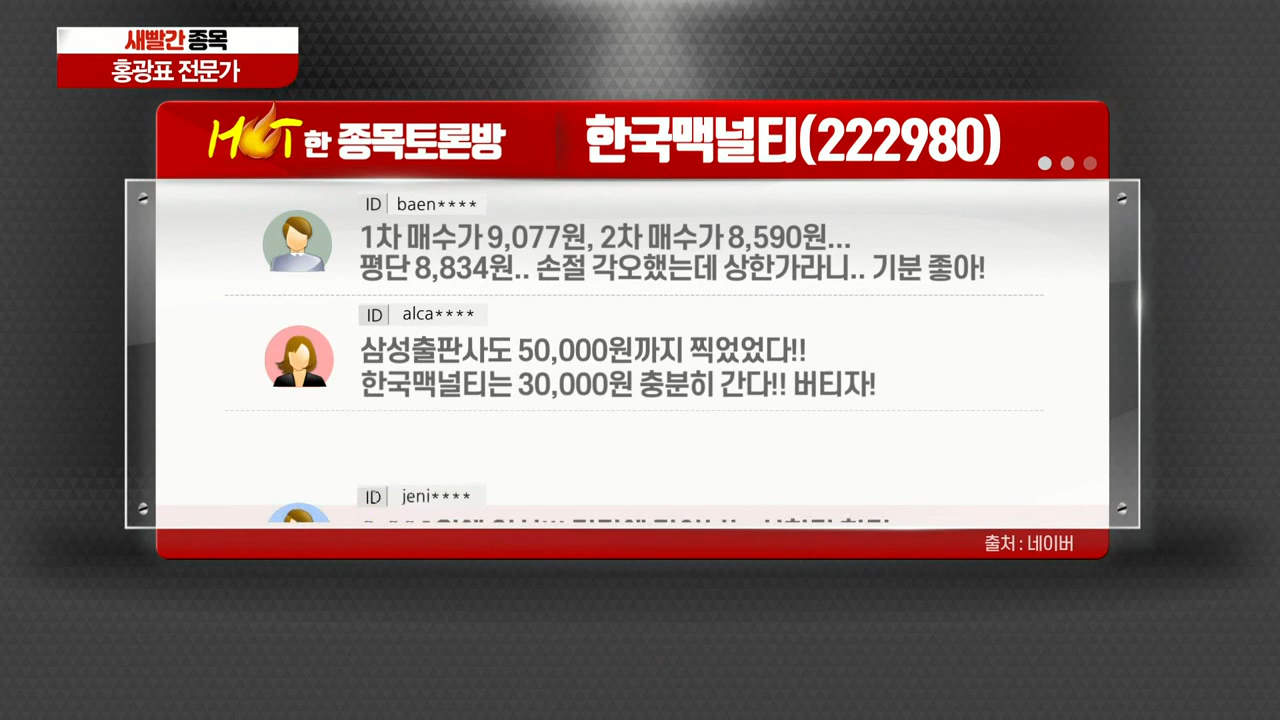 새빨간 종목
홍광표 전문가
HOT한 종목토론방
한국맥널티(222980)
ID baen****
1차 매수가 9,077원, 2차 매수가 8,590원...
평단 8,834원.. 손절 각오했는데 상한가라니.. 기분 좋아!
ID alca****
삼성출판사도 50,000원까지 찍었었다!!
한국맥널티는 30,000원 충분히 간다!! 버티자!
ID jeni****
출처 : 네이버